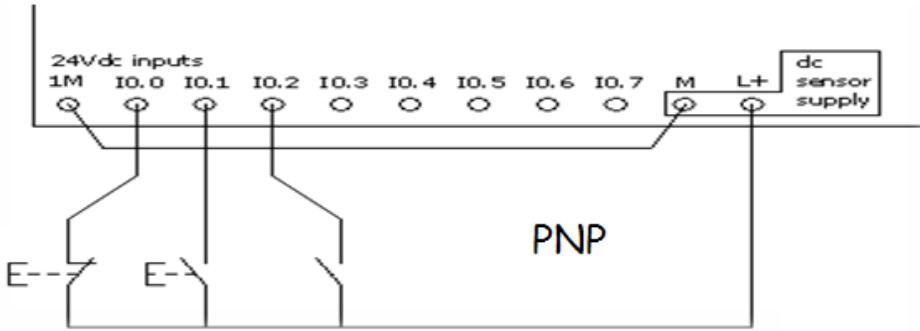 24Vdc inputs
1M I0.0 I0.1 I0.2 I0.3 I0.4 I0.5 I0.6 I0.7 M L+
dc
sensor
supply
PNP